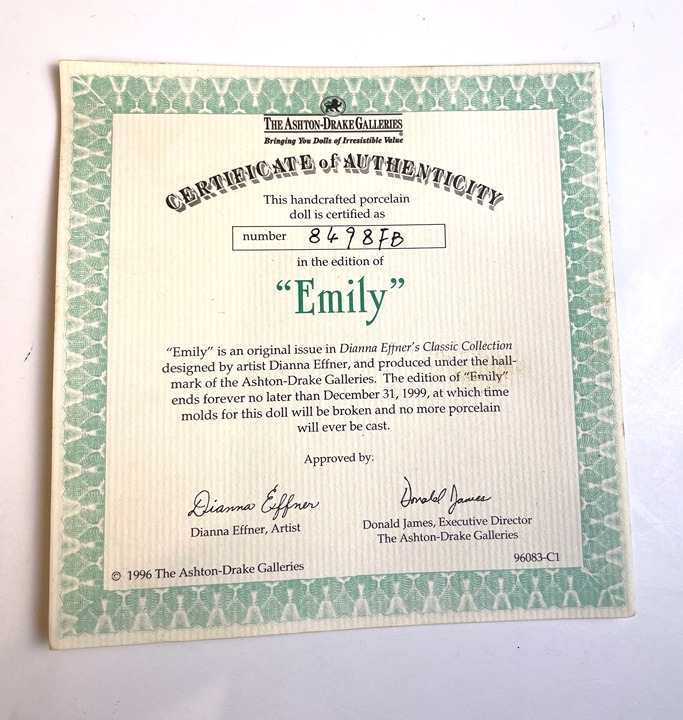 THE ASHTON-DRAKE GALLERIES
Bringing You Dolls of Irresistible Value
CERTIFICATE of AUTHENTICITY
This handcrafted porcelain
doll is certified as
number 8498FB
in the edition of
“Emily”
“Emily” is an original issue in Dianna Effner's Classic Collection
designed by artist Dianna Effner, and produced under the hall-
mark of the Ashton-Drake Galleries. The edition of “Emily”
ends forever no later than December 31, 1999, at which time
molds for this doll will be broken and no more porcelain
will ever be cast.
Approved by:
Dianna Effner
Dianna Effner, Artist
Donald James
Donald James, Executive Director
The Ashton-Drake Galleries
© 1996 The Ashton-Drake Galleries
96083-C1